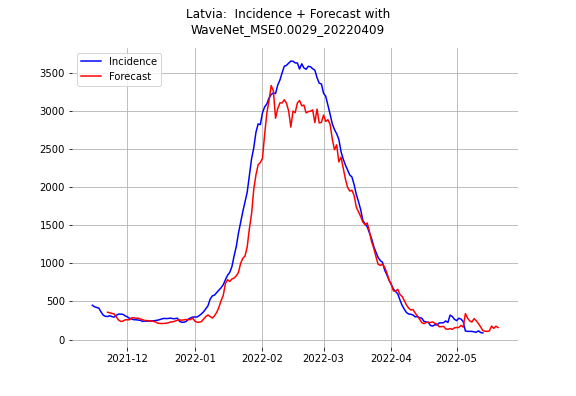 Latvia:  Incidence + Forecast with
WaveNet_MSE0.0029_20220409
Incidence
Forecast
3500
3000
2500
2000
1500
1000
500
0
2021-12 2022-01 2022-02 2022-03 2022-04 2022-05